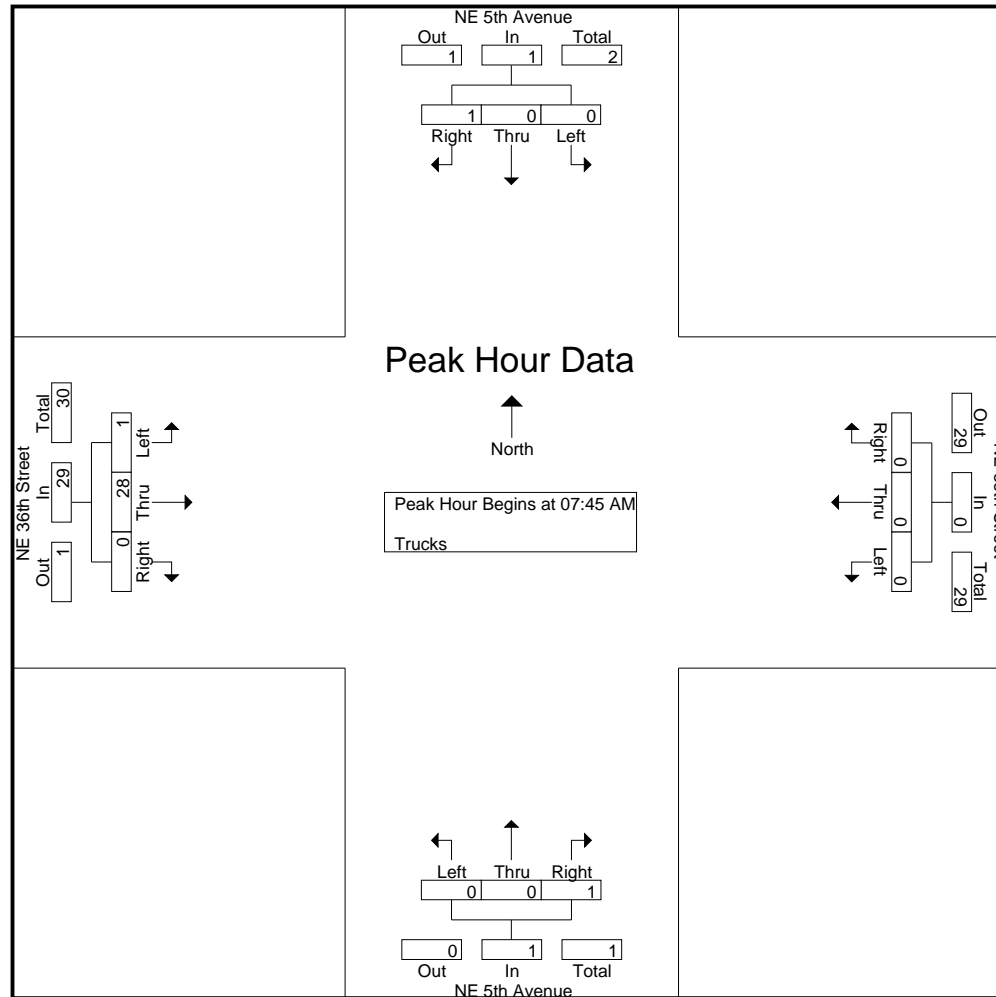 NE 5th Avenue
Out In Total
1 1 2
1 0 0
Right Thru Left
Peak Hour Data
North
Peak Hour Begins at 07:45 AM
Trucks
NE 36th Street
Total In Out
30 29 1
1 28 0
Left Thru Right
Right Thru Left
0 0 0
Out In Total
29 0 29
Left Thru Right
0 0 1
0 1 1
Out In Total
NE 5th Avenue